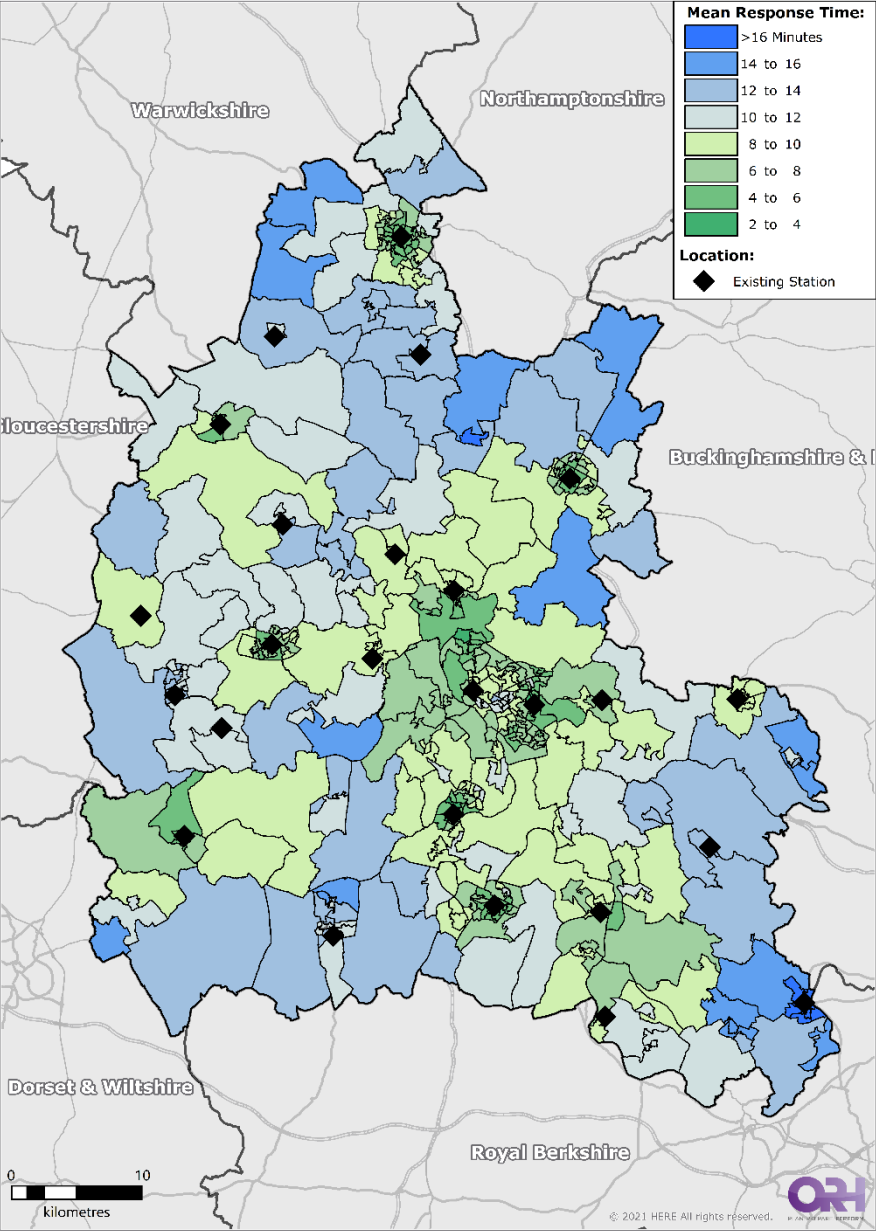 Mean Response Time:
>16 Minutes
14 to 16
12 to 14
10 to 12
8 to 10
6 to 8
4 to 6
2 to 4
Location:
Existing Station
Warwickshire
Northamptonshire
Gloucestershire
Buckinghamshire &
Dorset & Wiltshire
Royal Berkshire
0 10
kilometres
© 2021 HERE All rights reserved.
ORH